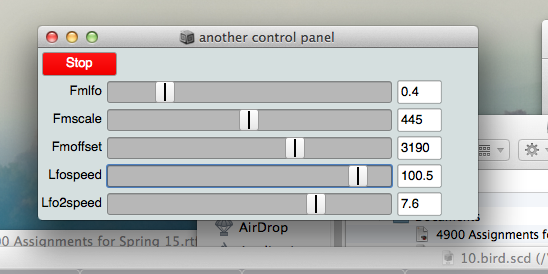 another control panel
Stop
Fmlfo 0.4
Fmscale 445
Fmoffset 3190
Lfospeed 100.5
Lfo2speed 7.6
AirDrop
Documents
4900 Assignments fo
00 Assignments for Spring 15.rt
10.bird.scd (/